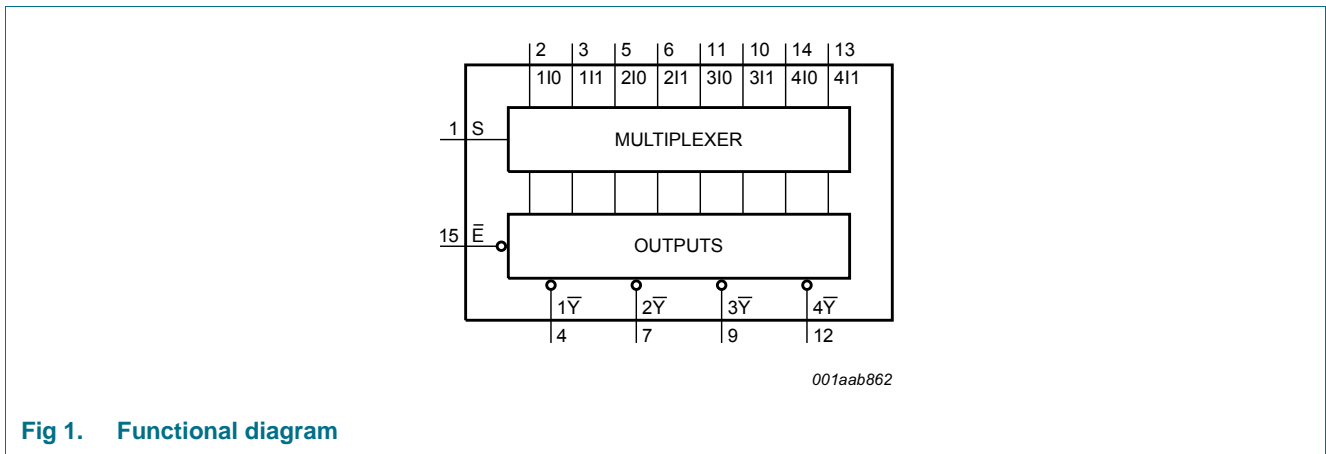 2 3 5 6 11 10 14 13
1I0 1I1 2I0 2I1 3I0 3I1 4I0 4I1
1 S
MULTIPLEXER
15 E̅
OUTPUTS
1Y̅ 2Y̅ 3Y̅ 4Y̅
4 7 9 12
001aab862
Fig 1. Functional diagram